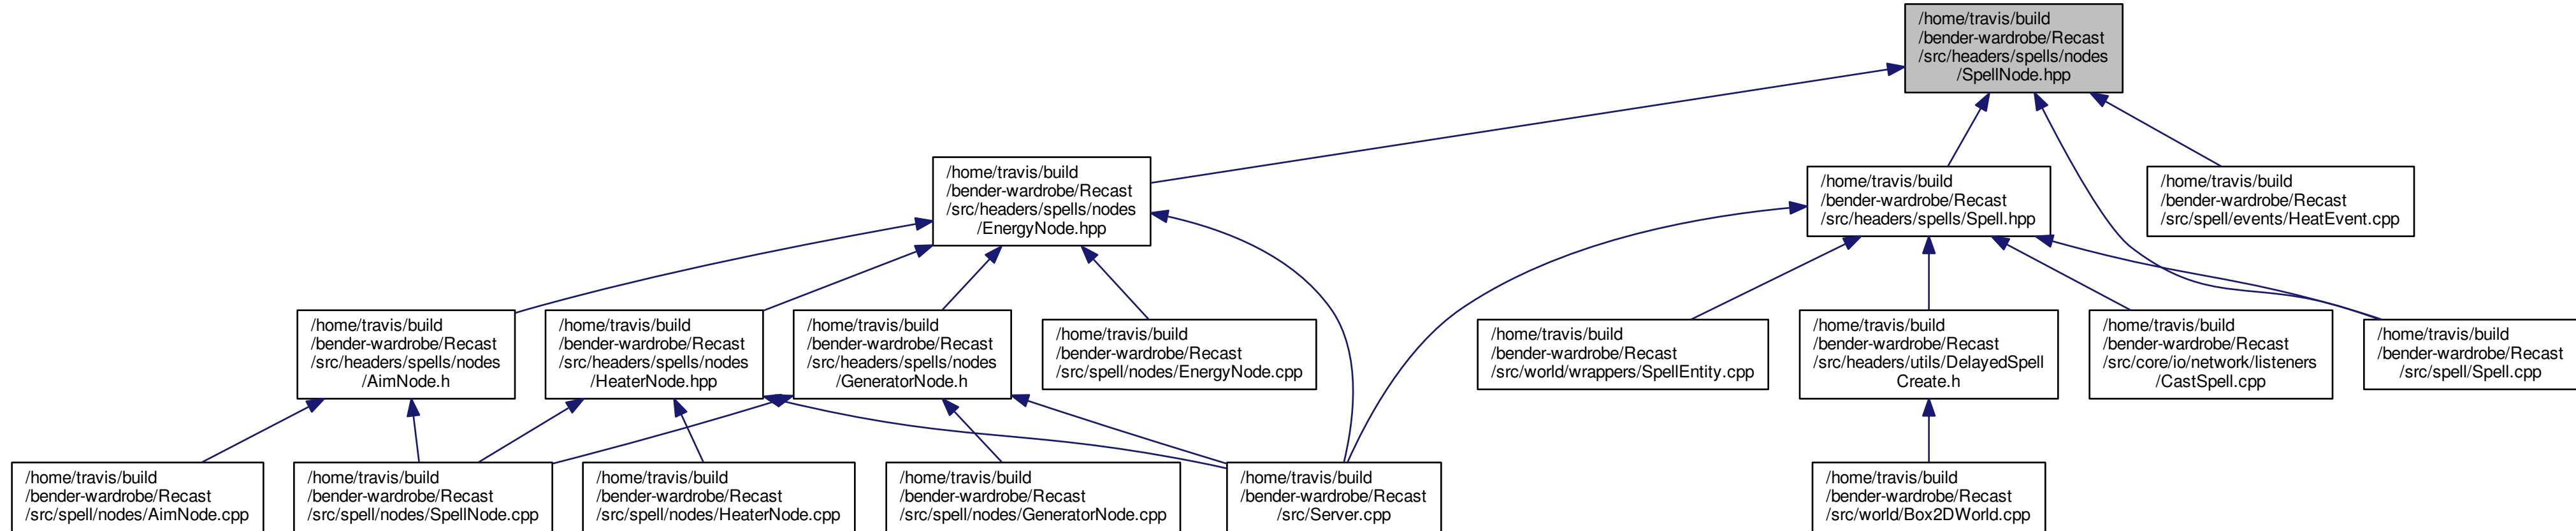 /home/travis/build
/bender-wardrobe/Recast
/src/headers/spells/nodes
/SpellNode.hpp
/home/travis/build
/bender-wardrobe/Recast
/src/headers/spells/nodes
/EnergyNode.hpp
/home/travis/build
/bender-wardrobe/Recast
/src/headers/spells/Spell.hpp
/home/travis/build
/bender-wardrobe/Recast
/src/spell/events/HeatEvent.cpp
/home/travis/build
/bender-wardrobe/Recast
/src/headers/spells/nodes
/AimNode.h
/home/travis/build
/bender-wardrobe/Recast
/src/headers/spells/nodes
/HeaterNode.hpp
/home/travis/build
/bender-wardrobe/Recast
/src/headers/spells/nodes
/GeneratorNode.h
/home/travis/build
/bender-wardrobe/Recast
/src/spell/nodes/EnergyNode.cpp
/home/travis/build
/bender-wardrobe/Recast
/src/world/wrappers/SpellEntity.cpp
/home/travis/build
/bender-wardrobe/Recast
/src/headers/utils/DelayedSpell
Create.h
/home/travis/build
/bender-wardrobe/Recast
/src/core/io/network/listeners
/CastSpell.cpp
/home/travis/build
/bender-wardrobe/Recast
/src/spell/Spell.cpp
/home/travis/build
/bender-wardrobe/Recast
/src/spell/nodes/AimNode.cpp
/home/travis/build
/bender-wardrobe/Recast
/src/spell/nodes/SpellNode.cpp
/home/travis/build
/bender-wardrobe/Recast
/src/spell/nodes/HeaterNode.cpp
/home/travis/build
/bender-wardrobe/Recast
/src/spell/nodes/GeneratorNode.cpp
/home/travis/build
/bender-wardrobe/Recast
/src/Server.cpp
/home/travis/build
/bender-wardrobe/Recast
/src/world/Box2DWorld.cpp